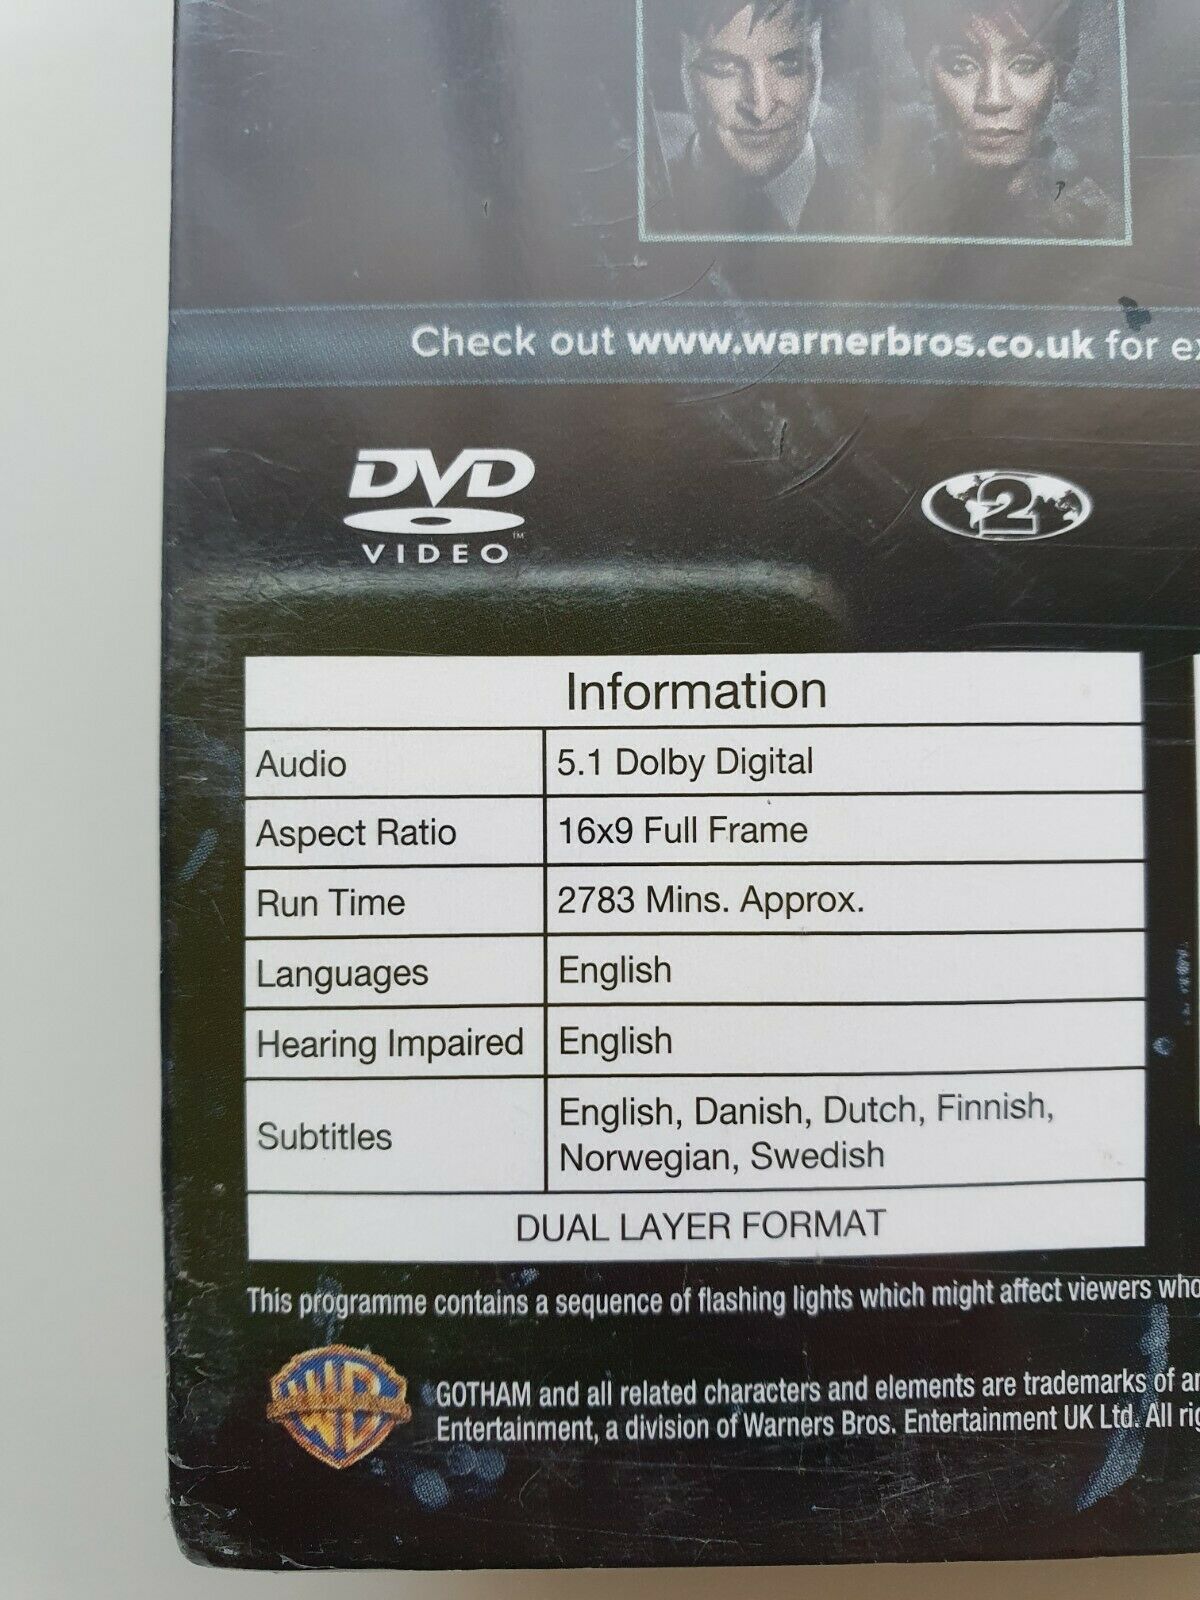 Check out www.warnerbros.co.uk for
DVD
VIDEO
TM
2
Information
Audio 5.1 Dolby Digital
Aspect Ratio 16x9 Full Frame
Run Time 2783 Mins. Approx.
Languages English
Hearing Impaired English
Subtitles English, Danish, Dutch, Finnish,
Norwegian, Swedish
DUAL LAYER FORMAT
This programme contains a sequence of flashing lights which might affect viewers who
WB
GOTHAM and all related characters and elements are trademarks of
Entertainment, a division of Warners Bros. Entertainment UK Ltd. All